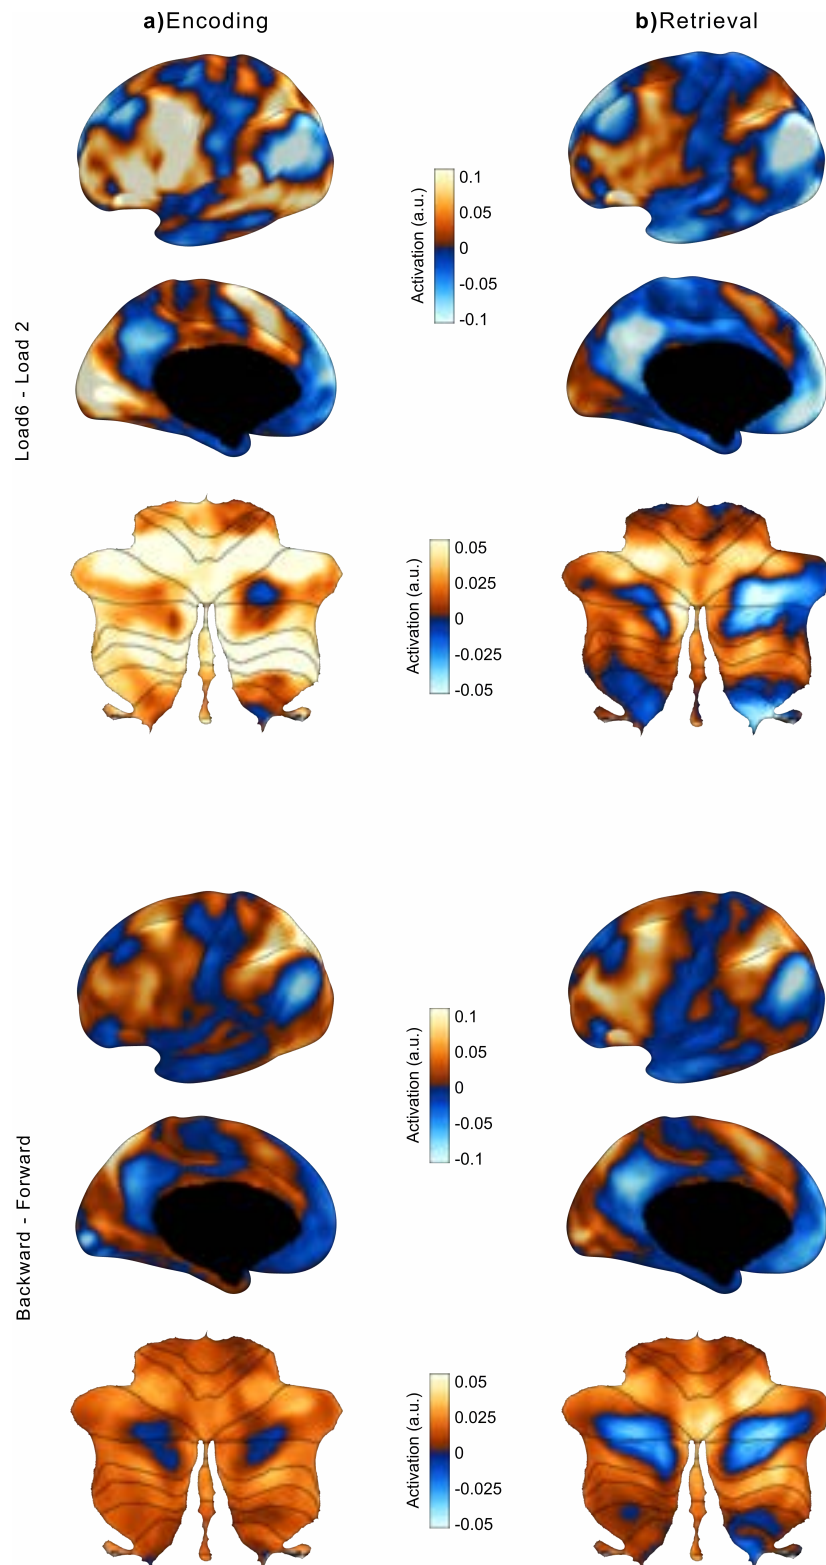 a)Encoding
b)Retrieval
Load6 - Load 2
Activation (a.u.)
0.1
0.05
0
-0.05
-0.1
Activation (a.u.)
0.05
0.025
0
-0.025
-0.05
Backward - Forward
Activation (a.u.)
0.1
0.05
0
-0.05
-0.1
Activation (a.u.)
0.05
0.025
0
-0.025
-0.05